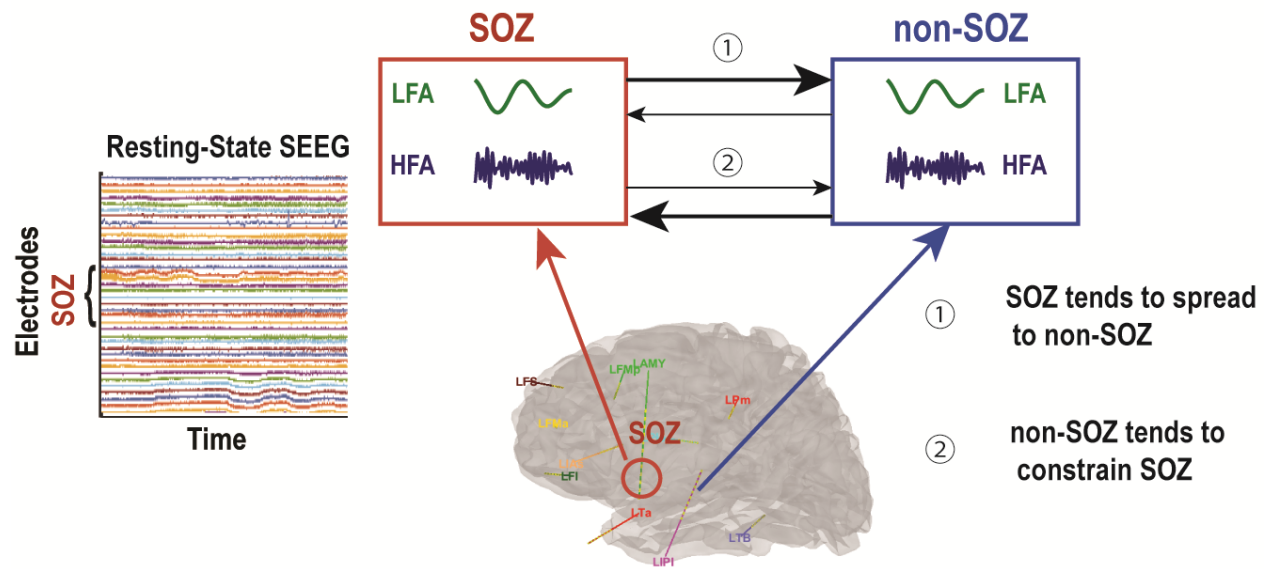 SOZ
non-SOZ
①
LFA
LFA
②
HFA
HFA
Resting-State SEEG
Electrodes
SOZ
Time
①
SOZ tends to spread
to non-SOZ
②
non-SOZ tends to
constrain SOZ
LAMY
LFMp
LFS
LPm
LFMa
SOZ
LFI
LTa
LTB
LIPI